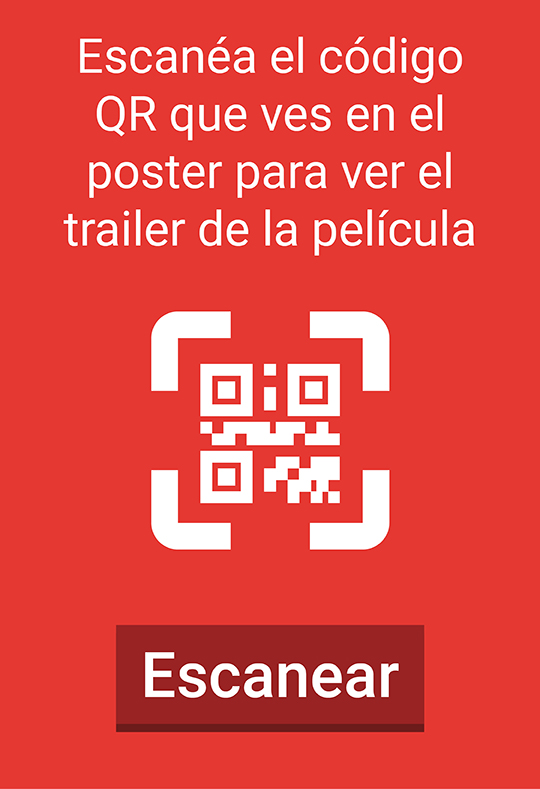 Escanéa el código
QR que ves en el
poster para ver el
trailer de la película
Escanear